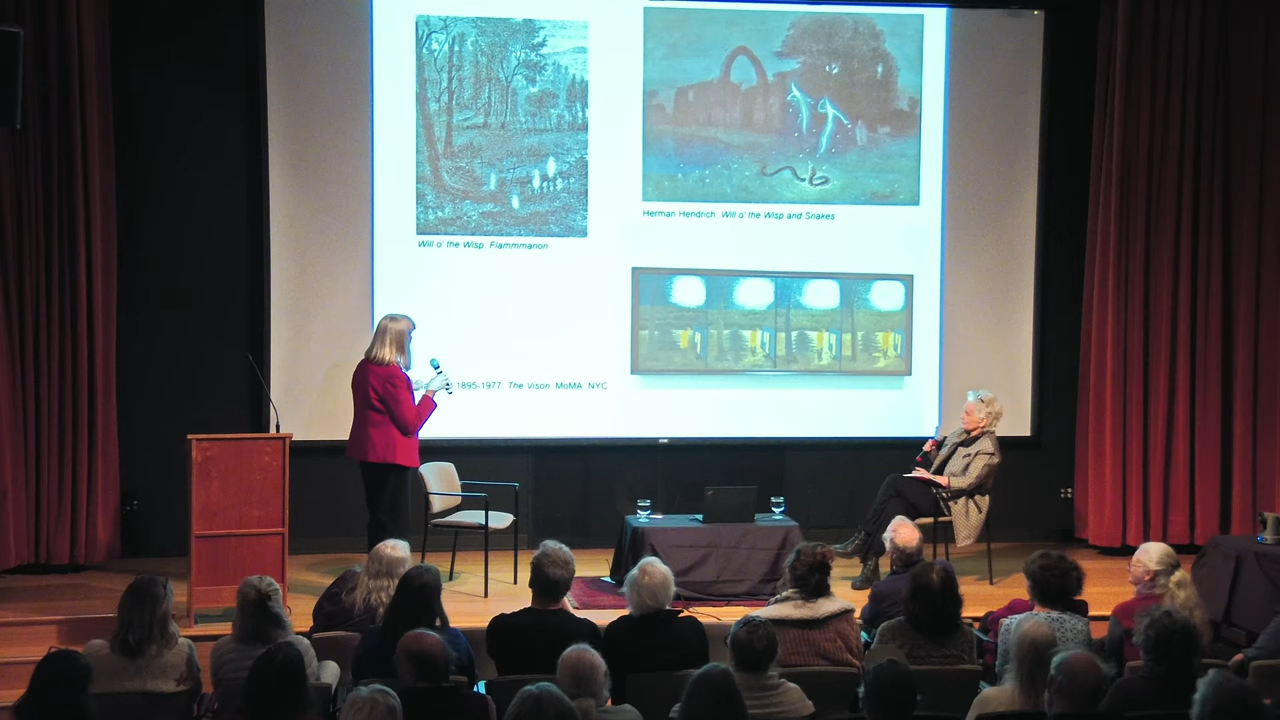 Will o' the Wisp. Flammmarion
Herman Hendrich. Will o' the Wisp and Snakes
1895-1977. The Vison. MoMA. NYC